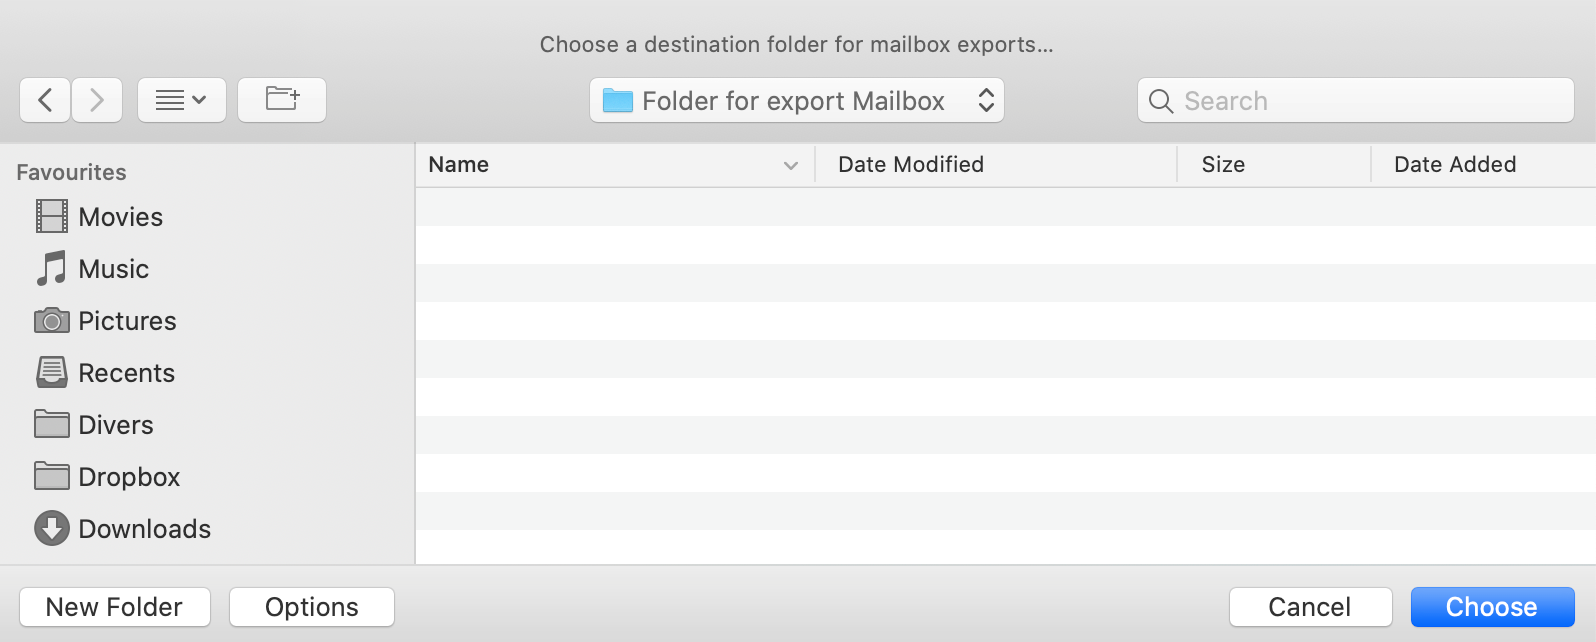 Choose a destination folder for mailbox exports...
Folder for export Mailbox
Search
Favourites
Movies
Music
Pictures
Recents
Divers
Dropbox
Downloads
Name Date Modified Size Date Added
New Folder Options Cancel Choose